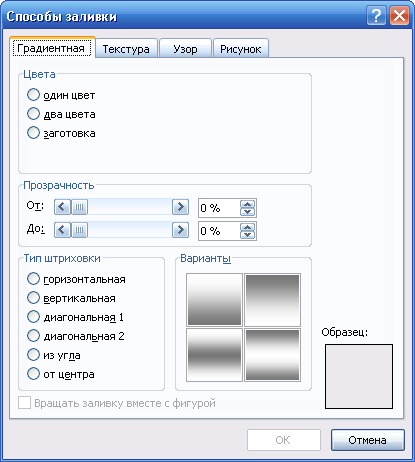 Способы заливки
Градиентная Текстура Узор Рисунок
Цвета
один цвет
два цвета
заготовка
Прозрачность
От: 0 %
До: 0 %
Тип штриховки
горизонтальная
вертикальная
диагональная 1
диагональная 2
из угла
от центра
Варианты
Образец:
Вращать заливку вместе с фигурой
OK Отмена